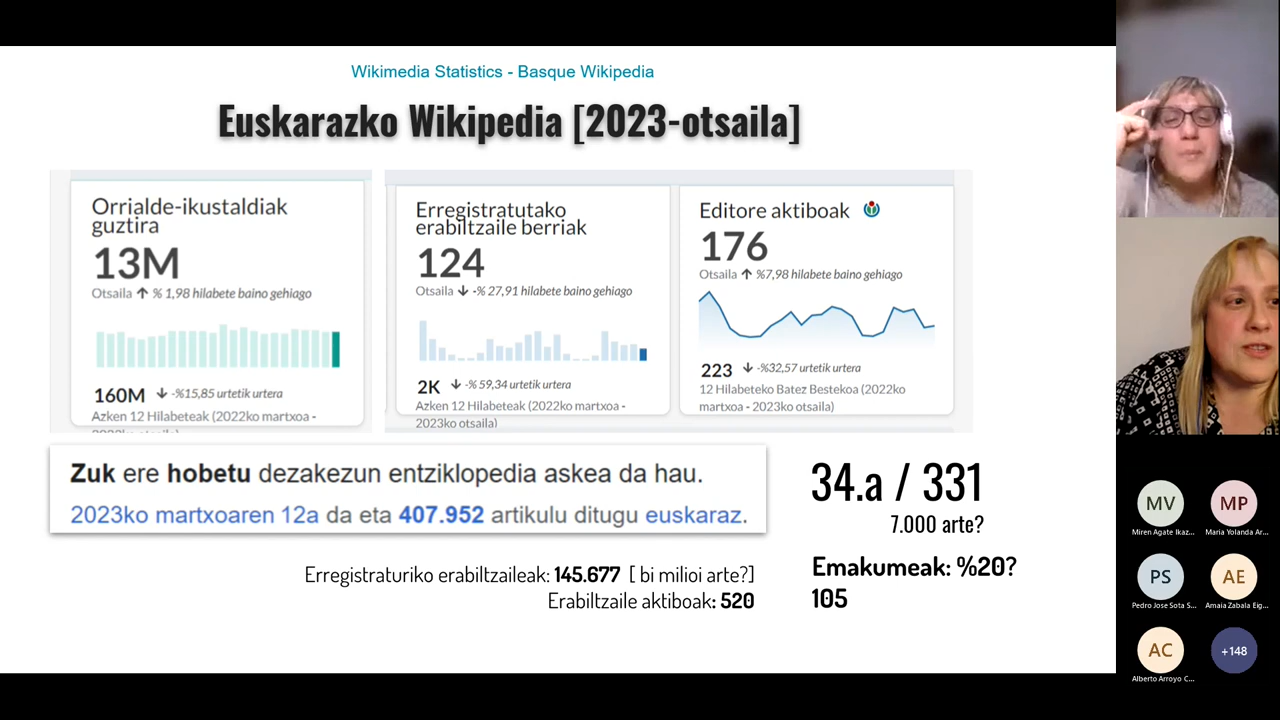 Wikimedia Statistics - Basque Wikipedia
Euskarazko Wikipedia [2023-otsaila]
Orrialde-ikustaldiak
guztira
13M
Otsaila ↑ % 1,98 hilabete baino gehiago
160M ↓ -%15,85 urtetik urtera
Azken 12 Hilabeteak (2022ko martxoa -
2023ko otsaila)
Erregistratutako
erabiltzaile berriak
124
Otsaila ↓ -% 27,91 hilabete baino gehiago
2K ↓ -% 59,34 urtetik urtera
Azken 12 Hilabeteak (2022ko martxoa -
2023ko otsaila)
Editore aktiboak
176
Otsaila ↑ %7,98 hilabete baino gehiago
223 ↓ -%32,57 urtetik urtera
12 Hilabeteko Batez Bestekoa (2022ko
martxoa - 2023ko otsaila)
Zuk ere hobetu dezakezun entziklopedia askea da hau.
2023ko martxoaren 12a da eta 407.952 artikulu ditugu euskaraz.
34.a / 331
7.000 arte?
Erregistraturiko erabiltzaileak: 145.677 [ bi milioi arte?]
Erabiltzaile aktiboak: 520
Emakumeak: %20?
105
MV
MP
Miren Agate Ikaz...
Maria Yolanda Ar...
PS
AE
Pedro Jose Sota S...
Amaia Zabala Eig...
AC
+148
Alberto Arroyo C...